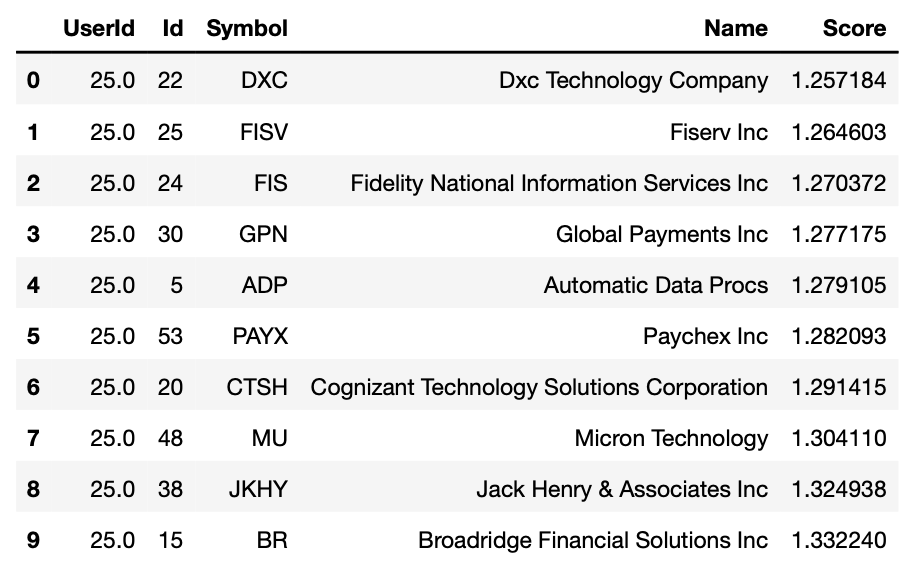 UserId Id Symbol Name Score
0 25.0 22 DXC Dxc Technology Company 1.257184
1 25.0 25 FISV Fiserv Inc 1.264603
2 25.0 24 FIS Fidelity National Information Services Inc 1.270372
3 25.0 30 GPN Global Payments Inc 1.277175
4 25.0 5 ADP Automatic Data Procs 1.279105
5 25.0 53 PAYX Paychex Inc 1.282093
6 25.0 20 CTSH Cognizant Technology Solutions Corporation 1.291415
7 25.0 48 MU Micron Technology 1.304110
8 25.0 38 JKHY Jack Henry & Associates Inc 1.324938
9 25.0 15 BR Broadridge Financial Solutions Inc 1.332240